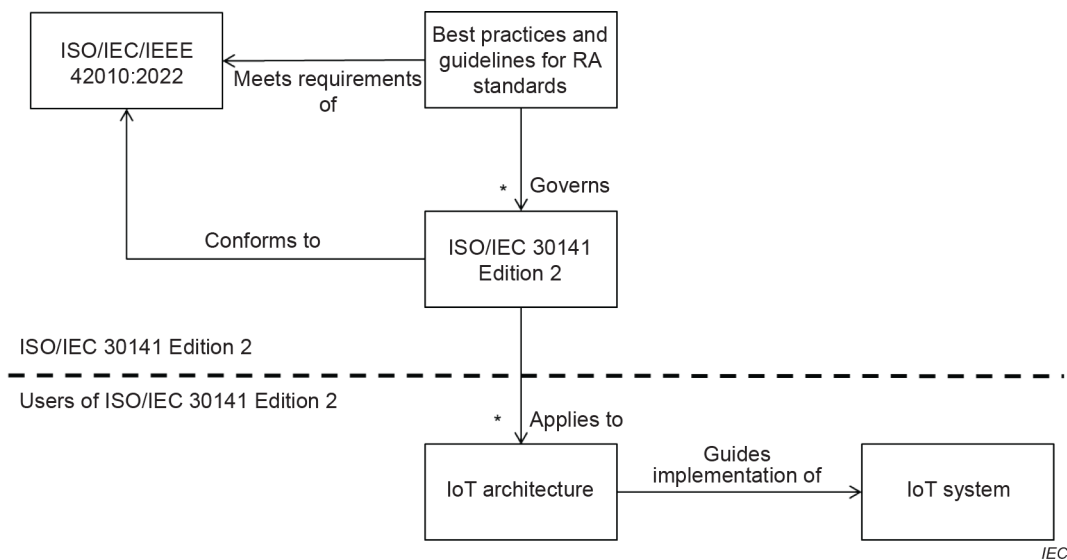 ISO/IEC/IEEE
42010:2022
Best practices and
guidelines for RA
standards
Meets requirements
of
* Governs
Conforms to
ISO/IEC 30141
Edition 2
ISO/IEC 30141 Edition 2
Users of ISO/IEC 30141 Edition 2
* Applies to
IoT architecture
Guides
implementation of
IoT system
IEC